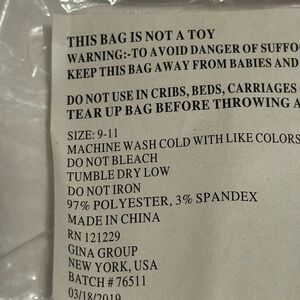 THIS BAG IS NOT A TOY
WARNING:-TO AVOID DANGER OF SUFFO
KEEP THIS BAG AWAY FROM BABIES AND
DO NOT USE IN CRIBS, BEDS, CARRIAGES
TEAR UP BAG BEFORE THROWING A
SIZE: 9-11
MACHINE WASH COLD WITH LIKE COLORS
DO NOT BLEACH
TUMBLE DRY LOW
DO NOT IRON
97% POLYESTER, 3% SPANDEX
MADE IN CHINA
RN 121229
GINA GROUP
NEW YORK, USA
BATCH #76511
03/18/2019